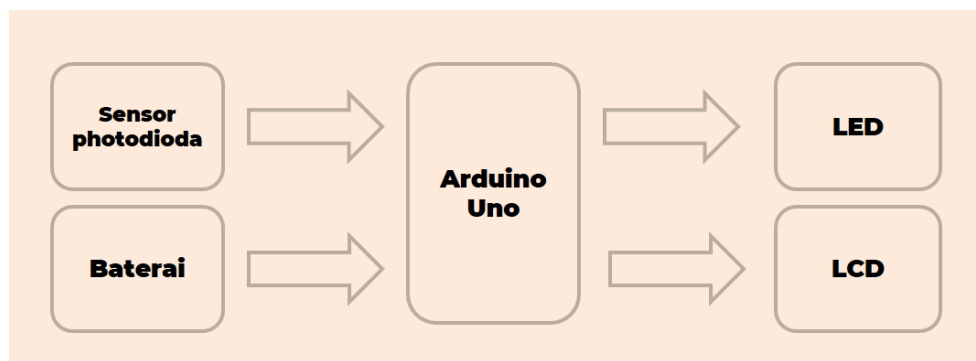 Sensor
photodioda
Baterai
Arduino
Uno
LED
LCD